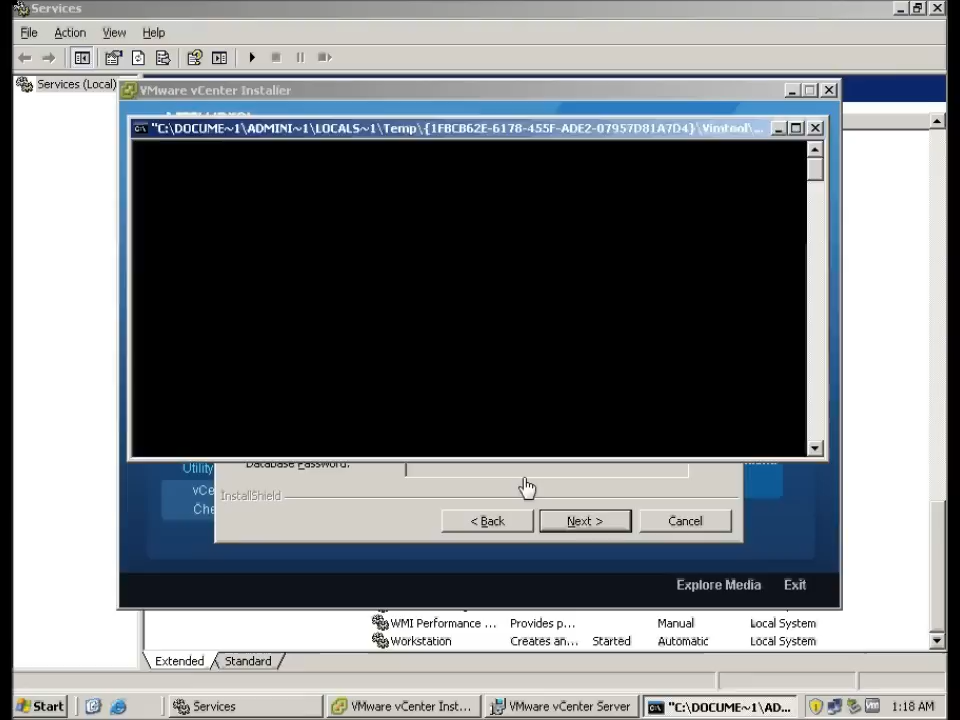 Services
File Action View Help
Services (Local)
VMware vCenter Installer
"C:\DOCUME~1\ADMINI~1\LOCALS~1\Temp\{1FBCB62E-6178-455F-ADE2-07957D81A7D4}\Vimtool\...
Database Password:
Utility
vCe
Che
InstallShield
< Back Next > Cancel
Explore Media Exit
WMI Performance ... Provides p... Manual Local System
Workstation Creates an... Started Automatic Local System
Extended Standard
Start Services VMware vCenter Inst... VMware vCenter Server "C:\DOCUME~1\AD... 1:18 AM